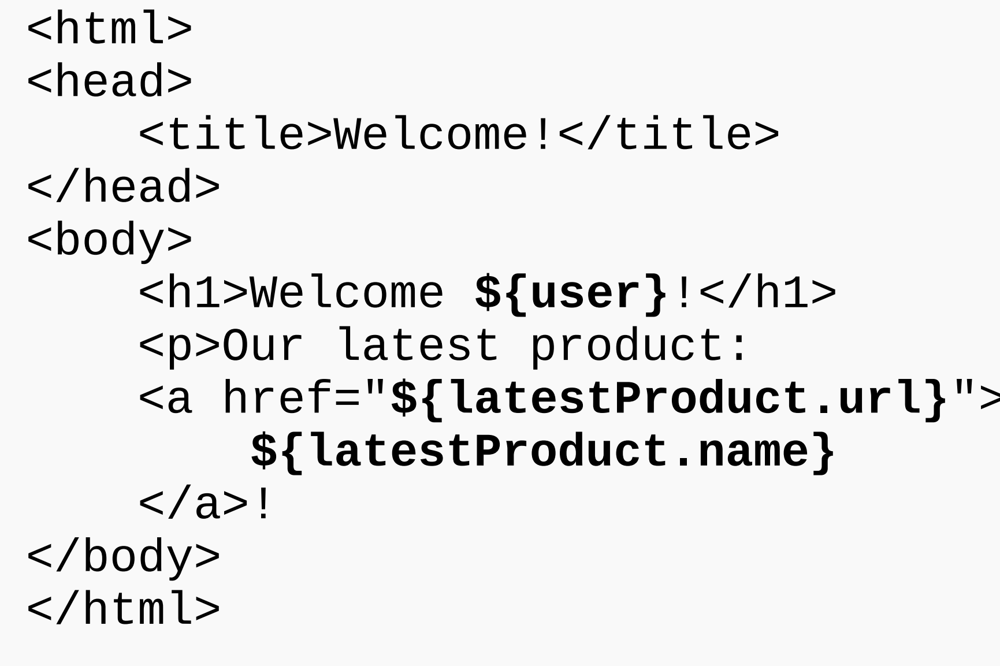 <html>
<head>
    <title>Welcome!</title>
</head>
<body>
    <h1>Welcome ${user}!</h1>
    <p>Our latest product:
    <a href="${latestProduct.url}">
        ${latestProduct.name}
    </a>!
</body>
</html>